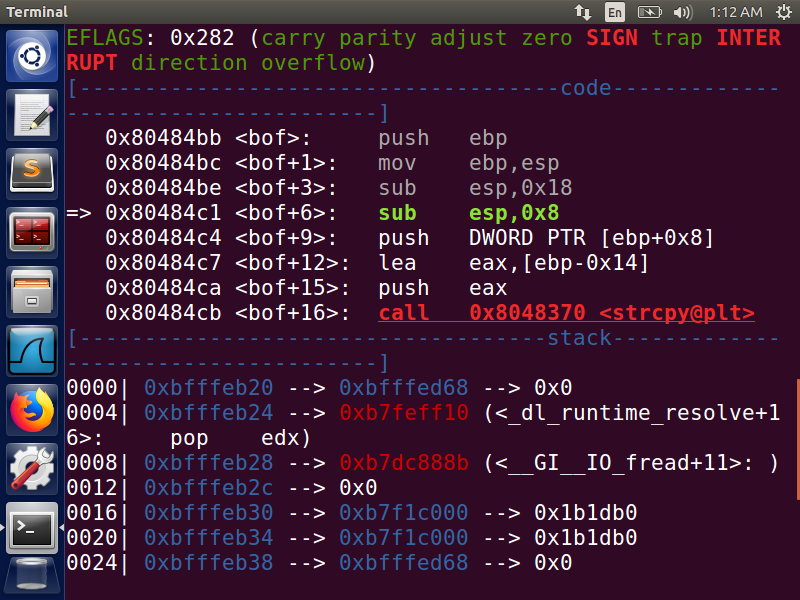 Terminal En 1:12 AM
EFLAGS: 0x282 (carry parity adjust zero SIGN trap INTER
RUPT direction overflow)
[-------------------------------------code-------------
------------------------]
   0x80484bb <bof>:     push   ebp
   0x80484bc <bof+1>:   mov    ebp,esp
   0x80484be <bof+3>:   sub    esp,0x18
=> 0x80484c1 <bof+6>:   sub    esp,0x8
   0x80484c4 <bof+9>:   push   DWORD PTR [ebp+0x8]
   0x80484c7 <bof+12>:  lea    eax,[ebp-0x14]
   0x80484ca <bof+15>:  push   eax
   0x80484cb <bof+16>:  call   0x8048370 <strcpy@plt>
[------------------------------------stack-------------
------------------------]
0000| 0xbfffeb20 --> 0xbfffed68 --> 0x0
0004| 0xbfffeb24 --> 0xb7feff10 (<_dl_runtime_resolve+1
6>:     pop    edx)
0008| 0xbfffeb28 --> 0xb7dc888b (<__GI__IO_fread+11>: )
0012| 0xbfffeb2c --> 0x0
0016| 0xbfffeb30 --> 0xb7f1c000 --> 0x1b1db0
0020| 0xbfffeb34 --> 0xb7f1c000 --> 0x1b1db0
0024| 0xbfffeb38 --> 0xbfffed68 --> 0x0